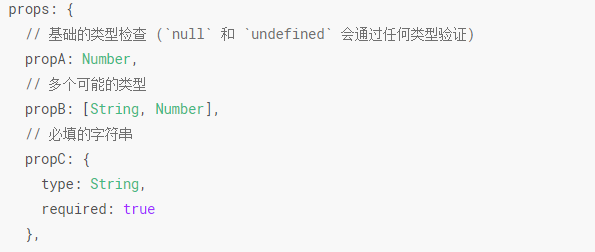 props: {
  // 基础的类型检查 (`null` 和 `undefined` 会通过任何类型验证)
  propA: Number,
  // 多个可能的类型
  propB: [String, Number],
  // 必填的字符串
  propC: {
    type: String,
    required: true
  },